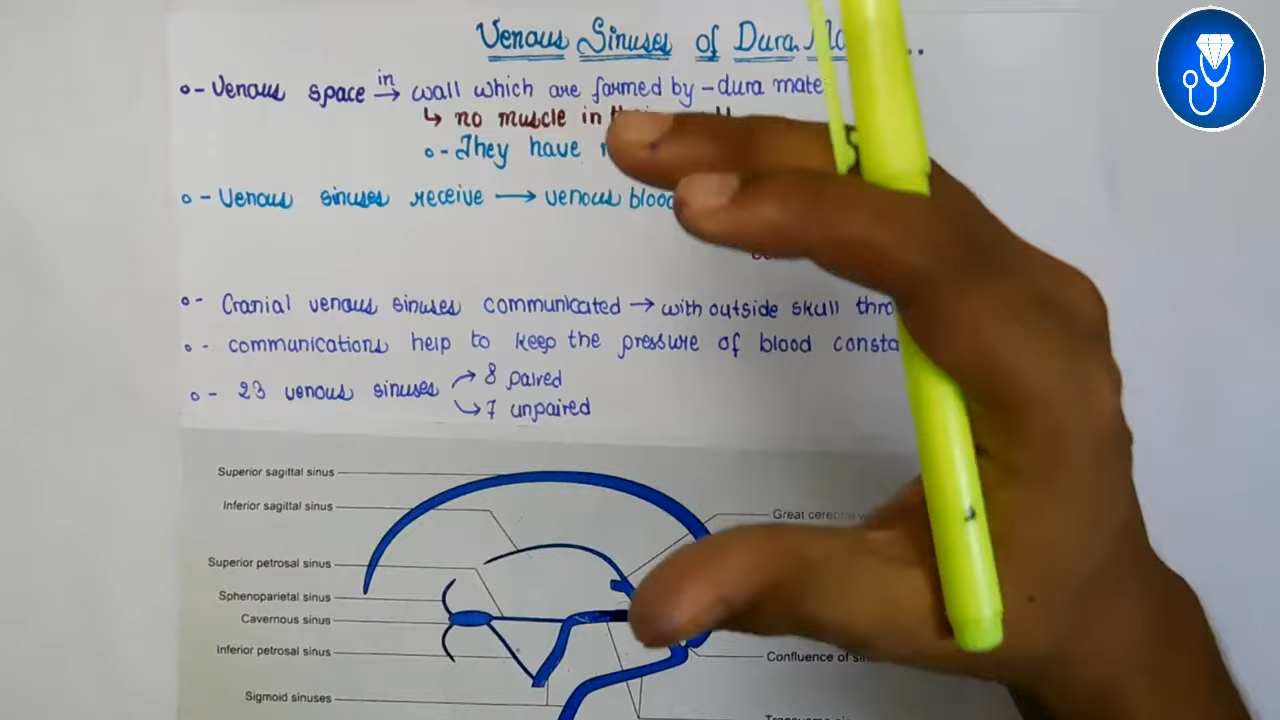 Venous Sinuses of Dura
o- Venous space in → wall which are formed by - dura mate
↳ no muscle in
o- They have
o- Venous sinuses receive → venous blood
o- Cranial venous sinuses communicated → with outside skull thro
o- communications help to keep the pressure of blood consta
o- 23 venous sinuses → 8 paired
→ 7 unpaired
Superior sagittal sinus
Inferior sagittal sinus
Great cerebral v
Superior petrosal sinus
Sphenoparietal sinus
Cavernous sinus
Inferior petrosal sinus
Confluence of
Sigmoid sinuses